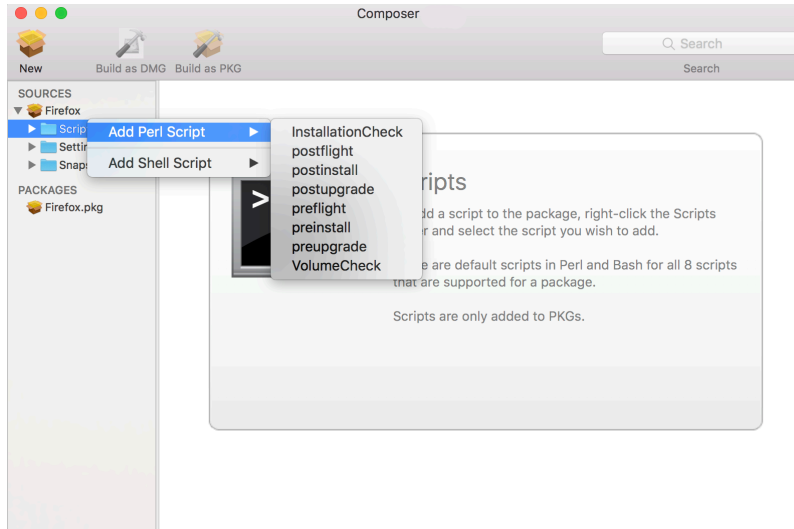 Composer
New
Build as DMG
Build as PKG
Search
Search
SOURCES
Firefox
Add Perl Script
Add Shell Script
PACKAGES
Firefox.pkg
InstallationCheck
postflight
postinstall
postupgrade
preflight
preinstall
preupgrade
VolumeCheck
a script to the package, right-click the Scripts
and select the script you wish to add.
are default scripts in Perl and Bash for all 8 scripts
that are supported for a package.
Scripts are only added to PKGs.